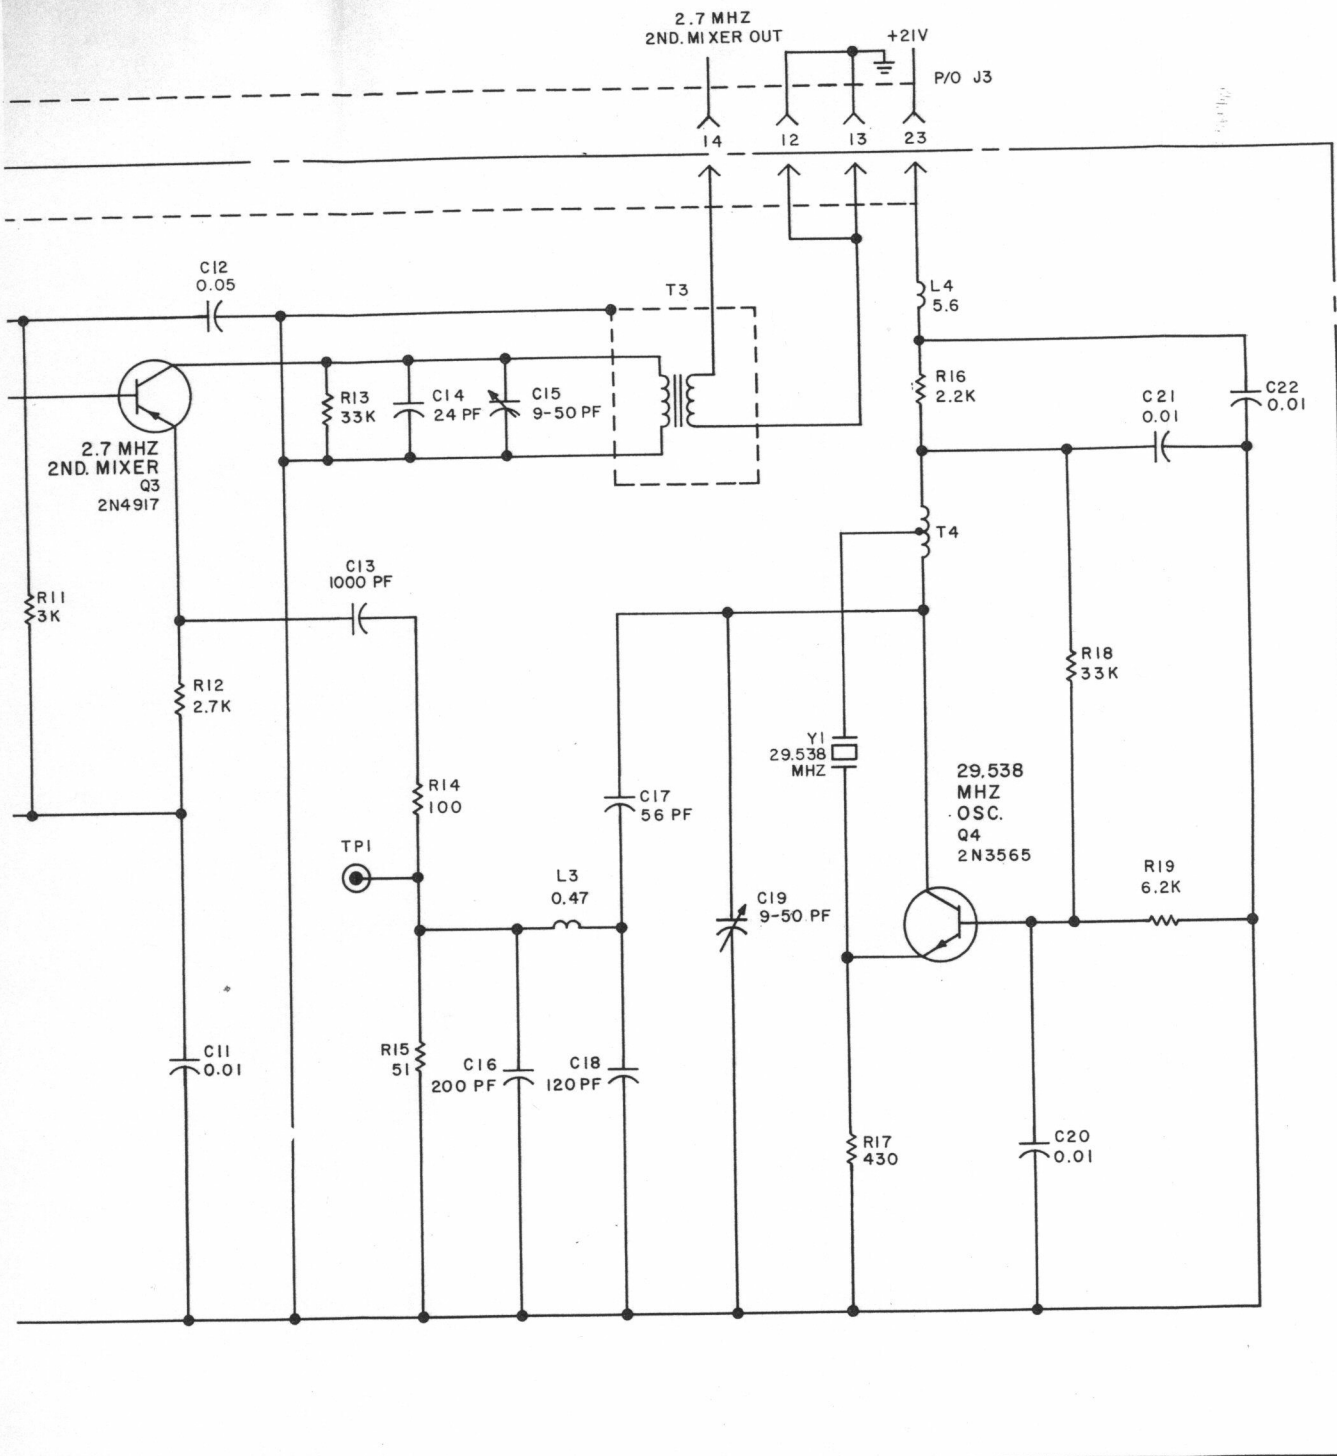 2.7 MHZ
2ND. MIXER OUT
+21V
P/O J3
14
12
13
23
C12
0.05
T3
L4
5.6
R13
33K
C14
24 PF
C15
9-50 PF
R16
2.2K
C21
0.01
C22
0.01
2.7 MHZ
2ND. MIXER
Q3
2N4917
T4
C13
1000 PF
R11
3K
R12
2.7K
R18
33K
Y1
29.538
MHZ
R14
100
C17
56 PF
29.538
MHZ
OSC.
Q4
2N3565
TP1
L3
0.47
C19
9-50 PF
R19
6.2K
C11
0.01
R15
51
C16
200 PF
C18
120 PF
R17
430
C20
0.01